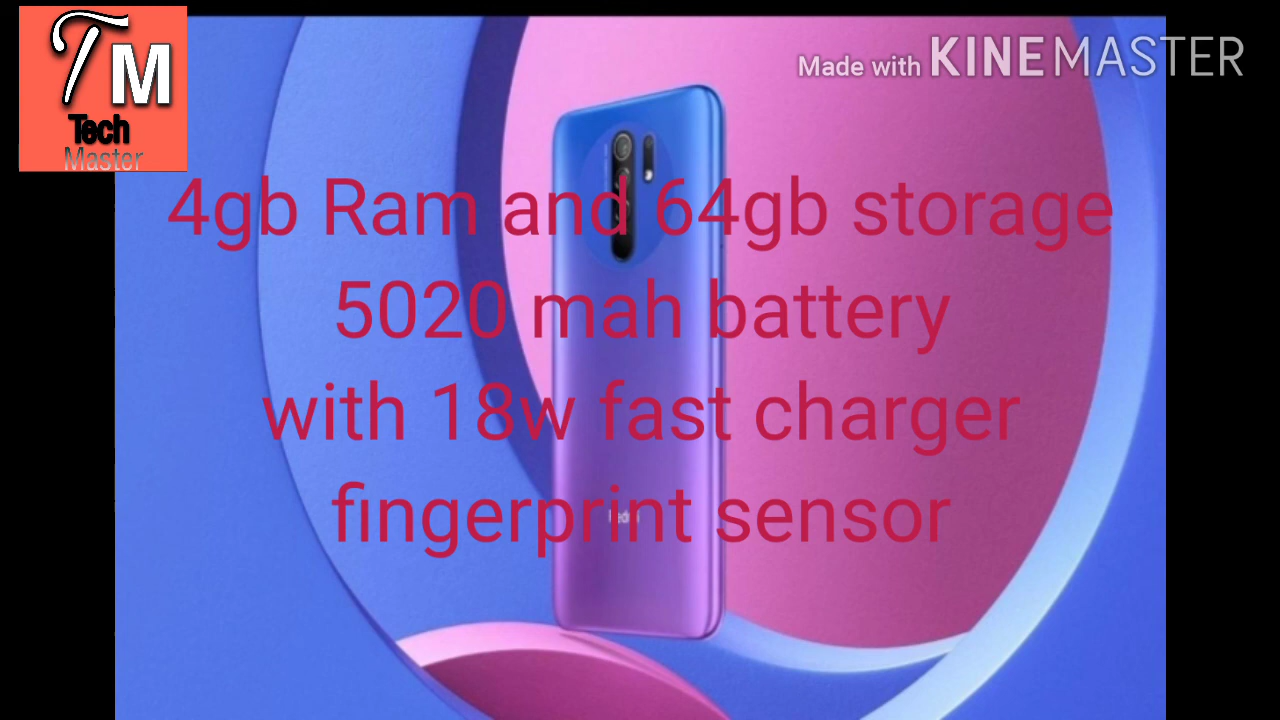 TM
Tech
Master
Made with KINEMASTER
4gb Ram and 64gb storage
5020 mah battery
with 18w fast charger
fingerprint sensor
Redmi